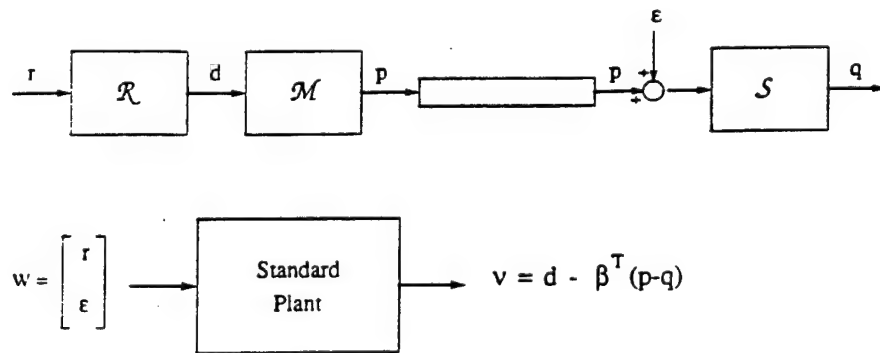 ε
r
ℛ
d
ℳ
p
p
+
+
𝒮
q
w = [ r ε ]
Standard
Plant
ν = d - β^T (p-q)